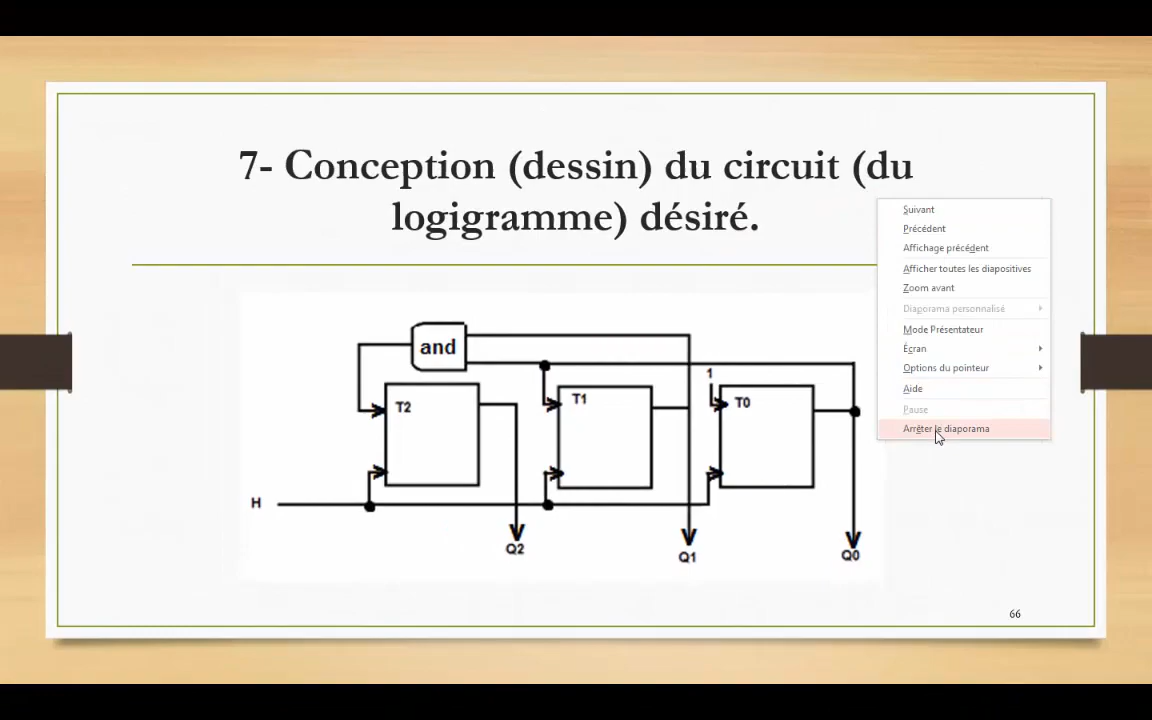 7- Conception (dessin) du circuit (du
logigramme) désiré.
Suivant
Précédent
Affichage précédent
Afficher toutes les diapositives
Zoom avant
Diaporama personnalisé
Mode Présentateur
Écran
Options du pointeur
Aide
Pause
Arrêter le diaporama
and
1
T2
T1
T0
H
Q2
Q1
Q0
66